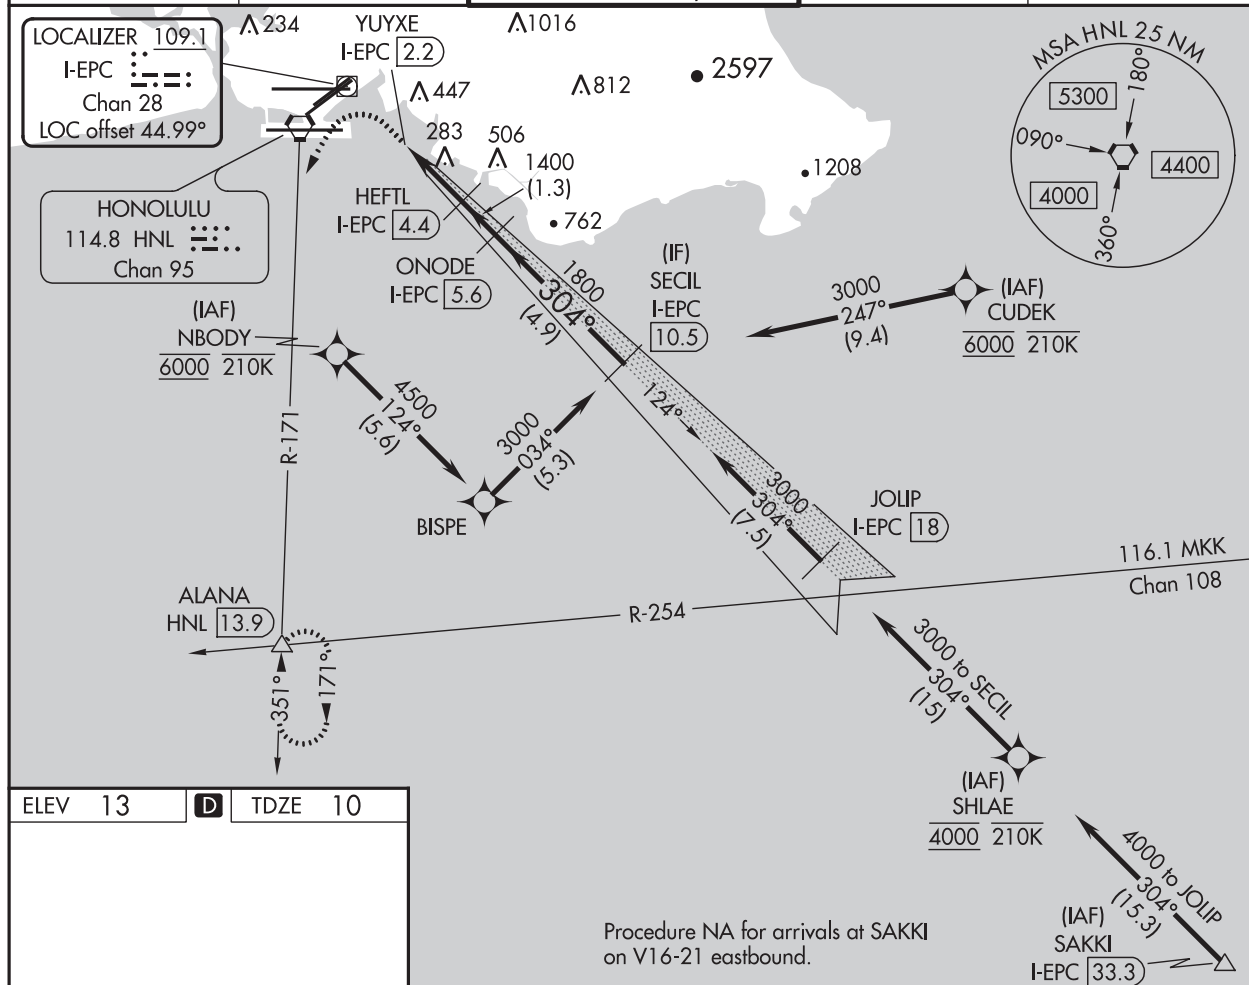 LOCALIZER 109.1
I-EPC
Chan 28
LOC offset 44.99°
234
YUYXE
I-EPC 2.2
1016
447
812
2597
283
506
1400
(1.3)
1208
762
MSA HNL 25 NM
180°
5300
090°
4400
4000
360°
HONOLULU
114.8 HNL
Chan 95
HEFTL
I-EPC 4.4
ONODE
I-EPC 5.6
(IF)
SECIL
I-EPC
10.5
1800
304°
(4.9)
3000
247°
(9.4)
(IAF)
CUDEK
6000 210K
(IAF)
NBODY
6000 210K
R-171
4500
124°
(5.6)
3000
034°
(5.3)
BISPE
124°
3000
304°
(7.5)
JOLIP
I-EPC 18
116.1 MKK
Chan 108
R-254
ALANA
HNL 13.9
351°
171°
3000 to SECIL
304°
(15)
(IAF)
SHLAE
4000 210K
4000 to JOLIP
304°
(15.3)
(IAF)
SAKKI
I-EPC 33.3
ELEV 13 D TDZE 10
Procedure NA for arrivals at SAKKI
on V16-21 eastbound.